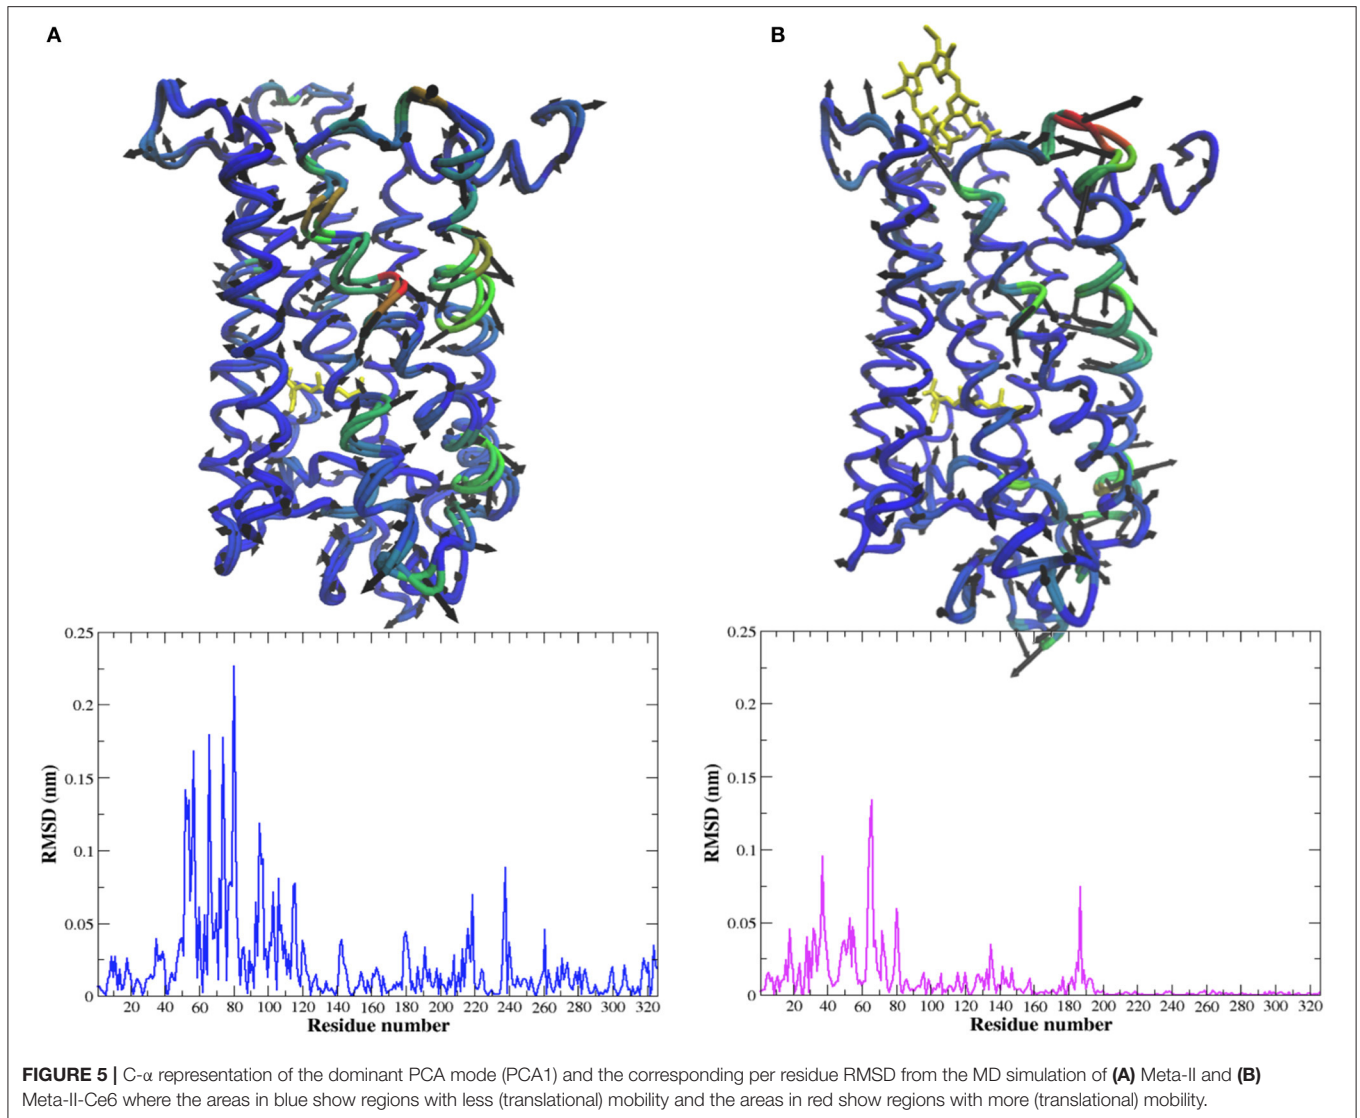 A
B
0.25
0.2
0.15
0.1
0.05
0
RMSD (nm)
20 40 60 80 100 120 140 160 180 200 220 240 260 280 300 320
Residue number
0.25
0.2
0.15
0.1
0.05
0
RMSD (nm)
20 40 60 80 100 120 140 160 180 200 220 240 260 280 300 320
Residue number
FIGURE 5 | C-α representation of the dominant PCA mode (PCA1) and the corresponding per residue RMSD from the MD simulation of (A) Meta-II and (B)
Meta-II-Ce6 where the areas in blue show regions with less (translational) mobility and the areas in red show regions with more (translational) mobility.